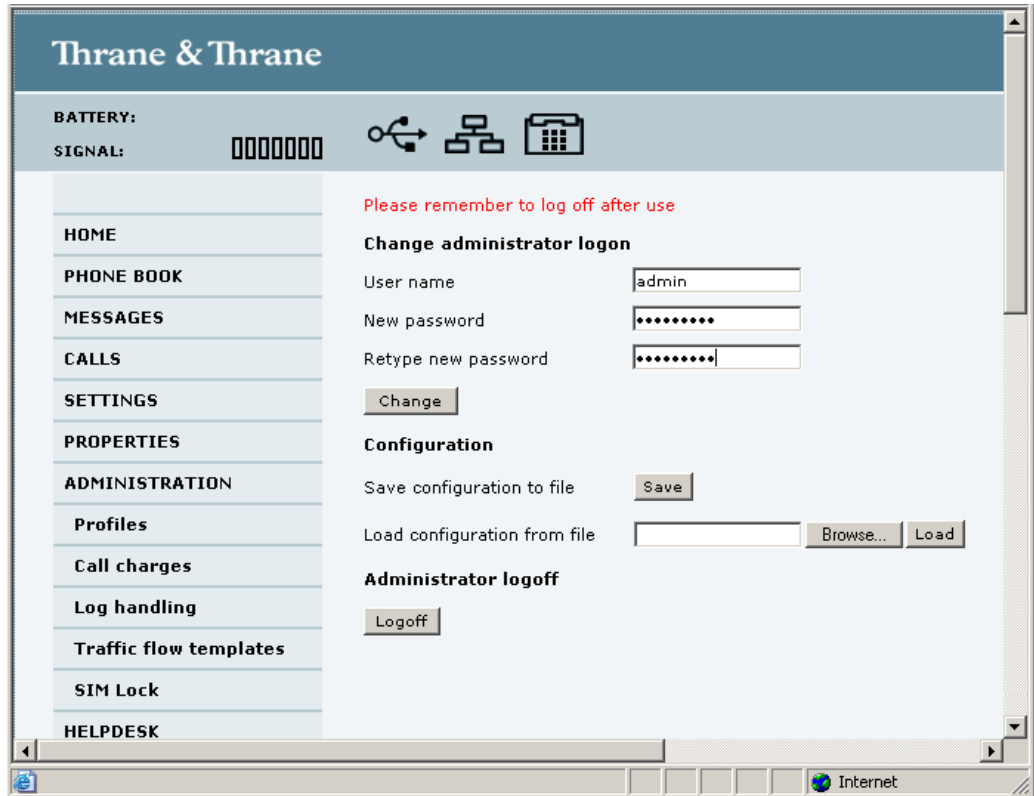 Thrane & Thrane
BATTERY:
SIGNAL:
Please remember to log off after use
HOME
PHONE BOOK
MESSAGES
CALLS
SETTINGS
PROPERTIES
ADMINISTRATION
Profiles
Call charges
Log handling
Traffic flow templates
SIM Lock
HELPDESK
Change administrator logon
User name admin
New password •••••••••
Retype new password •••••••••
Change
Configuration
Save configuration to file Save
Load configuration from file Browse... Load
Administrator logoff
Logoff
Internet